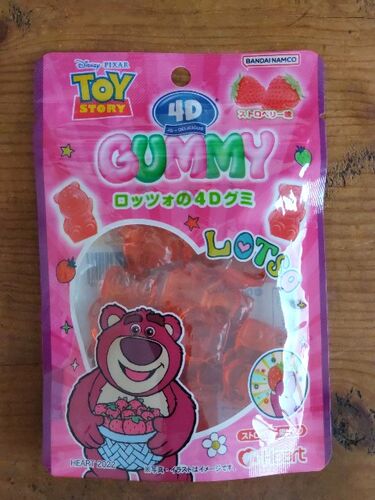 Disney PIXAR
TOY
STORY
BANDAI NAMCO
4D
ストロベリー味
GUMMY
ロッツォの4Dグミ
LOTSO
HEART 2022
※写真・イラストはイメージです。
Heart